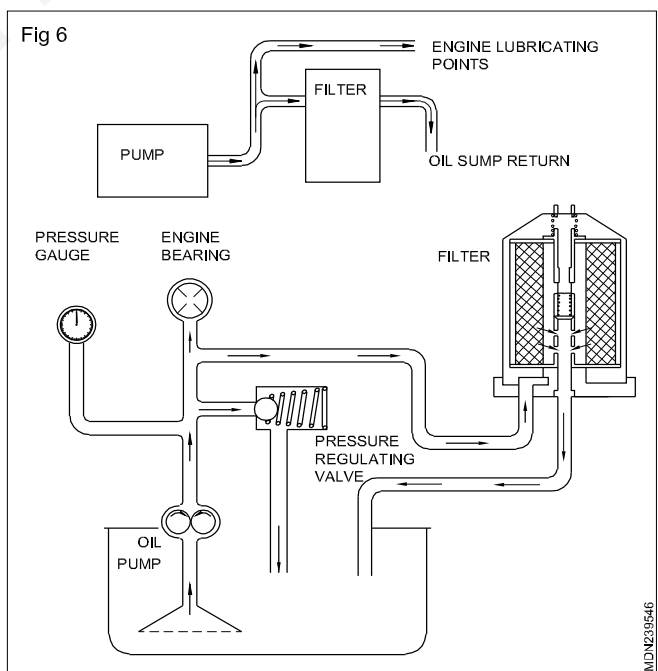 Fig 6
ENGINE LUBRICATING
POINTS
FILTER
PUMP
OIL SUMP RETURN
PRESSURE
GAUGE
ENGINE
BEARING
FILTER
PRESSURE
REGULATING
VALVE
OIL
PUMP
MDN239546